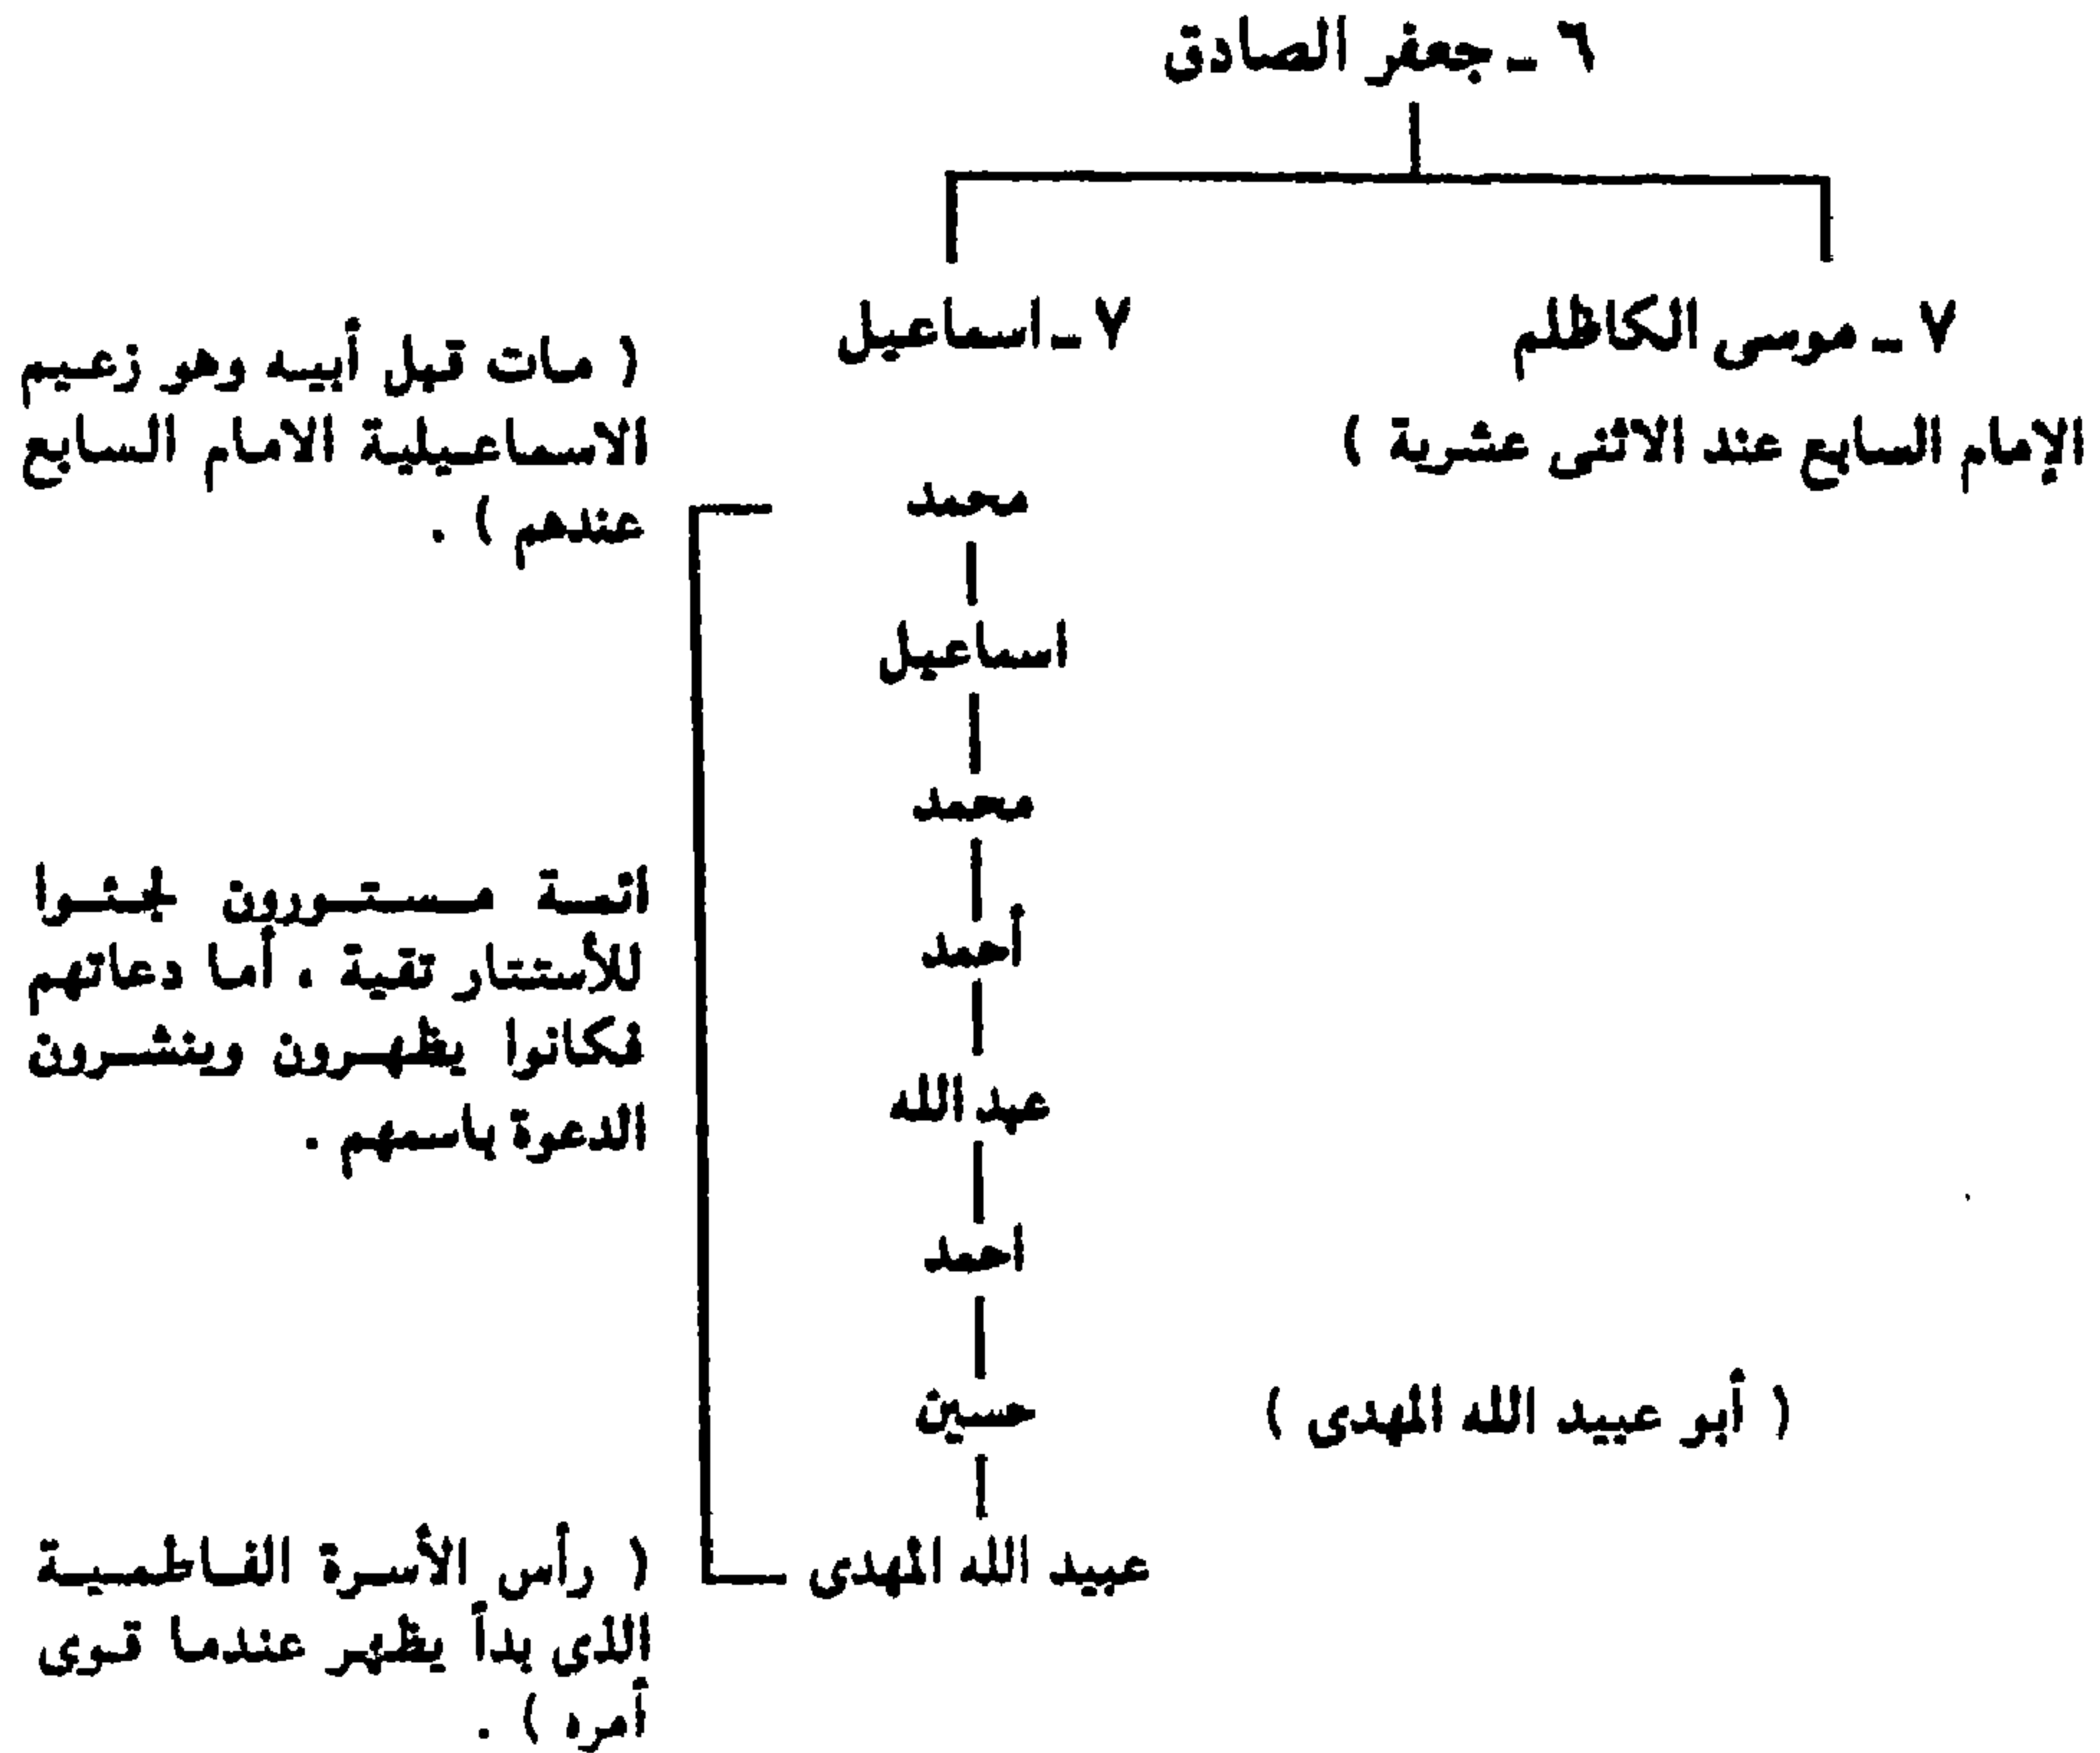 ٦ ـ جعفر الصادق
٧ ـ موسى الكاظم
الإمام السابع عند الاثنى عشرية )
٧ ـ اسماعيل
( مات قبل أبيه وهو زعيم
الاسماعيلية الامام السابع
عندهم ) .
محمد
اسماعيل
محمد
أحمد
عبد الله
احمد
حسين
( أبو عبيد الله المهدى )
عبيد الله المهدى
ائمة مستورون لجئوا
للأستتار تقية ، أما دعاتهم
فكانوا يظهرون وينشرون
الدعوة باسمهم .
( رأس الأسرة الفاطمية
الذى بدأ يظهر عندما قوى
أمره ) .